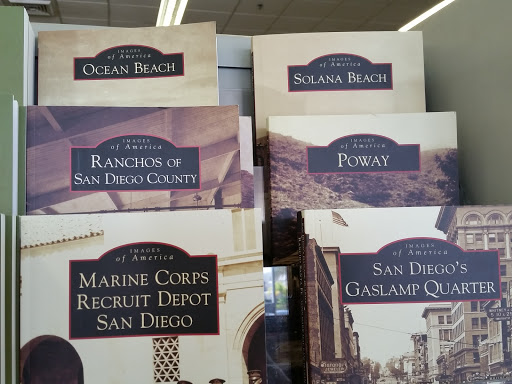 IMAGES
of America
OCEAN BEACH
IMAGES
of America
SOLANA BEACH
IMAGES
of America
RANCHOS OF
SAN DIEGO COUNTY
IMAGES
of America
POWAY
IMAGES
of America
MARINE CORPS
RECRUIT DEPOT
SAN DIEGO
IMAGES
of America
SAN DIEGO'S
GASLAMP QUARTER